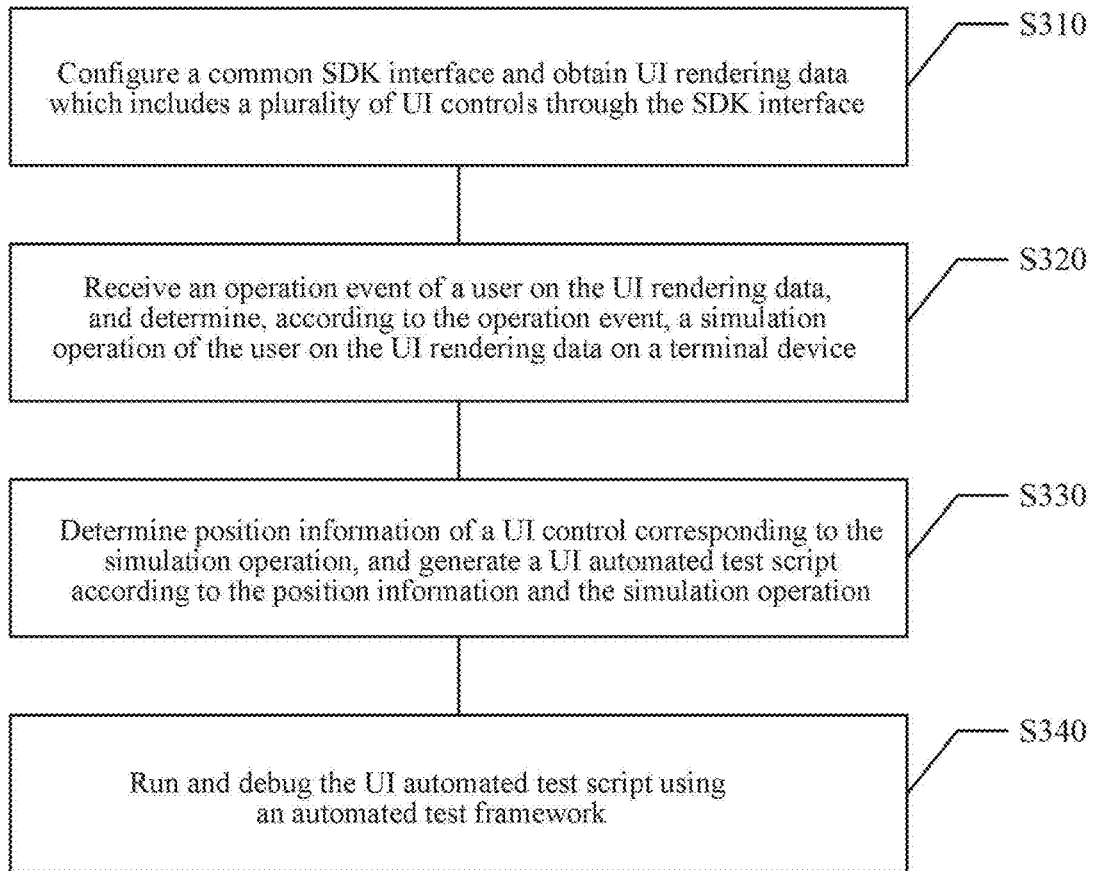 S310
Configure a common SDK interface and obtain UI rendering data
which includes a plurality of UI controls through the SDK interface
S320
Receive an operation event of a user on the UI rendering data,
and determine, according to the operation event, a simulation
operation of the user on the UI rendering data on a terminal device
S330
Determine position information of a UI control corresponding to the
simulation operation, and generate a UI automated test script
according to the position information and the simulation operation
S340
Run and debug the UI automated test script using
an automated test framework